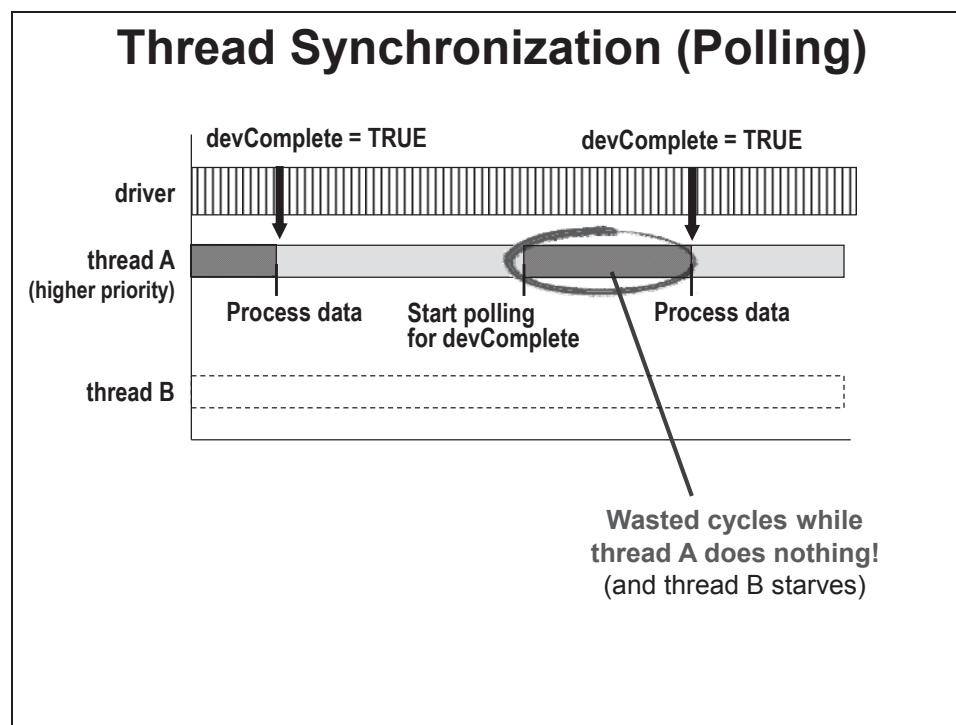 Thread Synchronization (Polling)
devComplete = TRUE
devComplete = TRUE
driver
thread A
(higher priority)
Process data
Start polling
for devComplete
Process data
thread B
Wasted cycles while
thread A does nothing!
(and thread B starves)